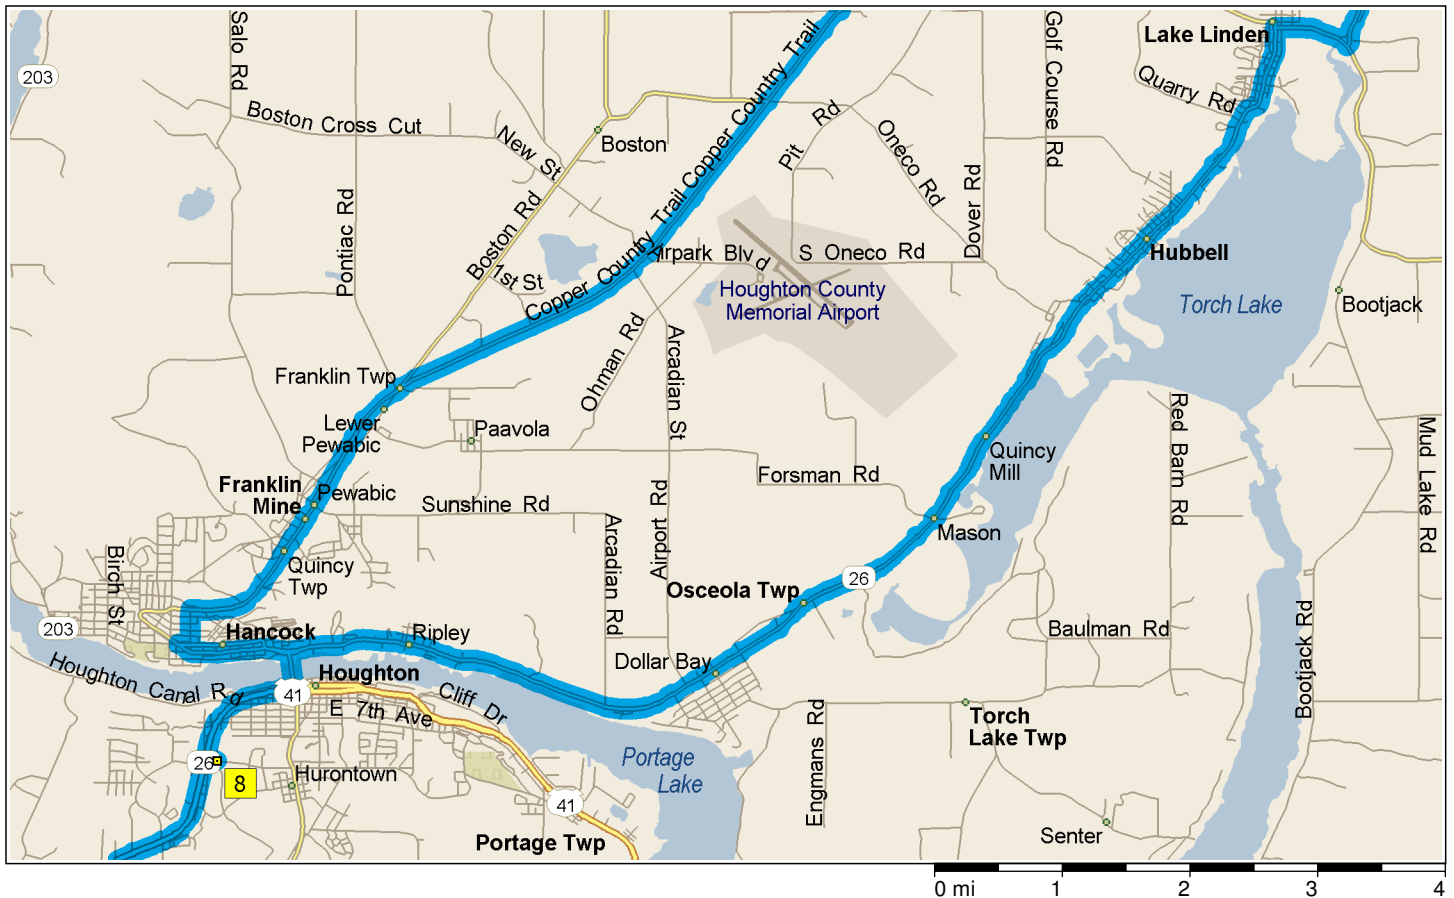 Salo Rd
203
Boston Cross Cut
New St
Boston
Copper Country Trail
Copper Country Trail
Copper Country Trail
Pit Rd
Oneco Rd
Dover Rd
Golf Course Rd
Lake Linden
Quarry Rd
Pontiac Rd
Boston Rd
1st St
Airpark Blvd
S Oneco Rd
Houghton County
Memorial Airport
Hubbell
Torch Lake
Bootjack
Ohman Rd
Arcadian St
Franklin Twp
Lower
Pewabic
Paavola
Franklin
Mine
Pewabic
Sunshine Rd
Forsman Rd
Quincy
Mill
Red Barn Rd
Mud Lake Rd
Mason
Airport Rd
Arcadian Rd
Quincy
Twp
Birch St
Osceola Twp
26
203
Hancock
Ripley
Dollar Bay
Baulman Rd
Bootjack Rd
Houghton Canal Rd
Houghton
41
E 7th Ave
Cliff Dr
Torch
Lake Twp
Engmans Rd
Portage
Lake
26
8
Hurontown
41
Portage Twp
Senter
0 mi 1 2 3 4